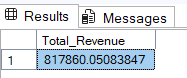 Results Messages
Total_Revenue
1 817860.05083847